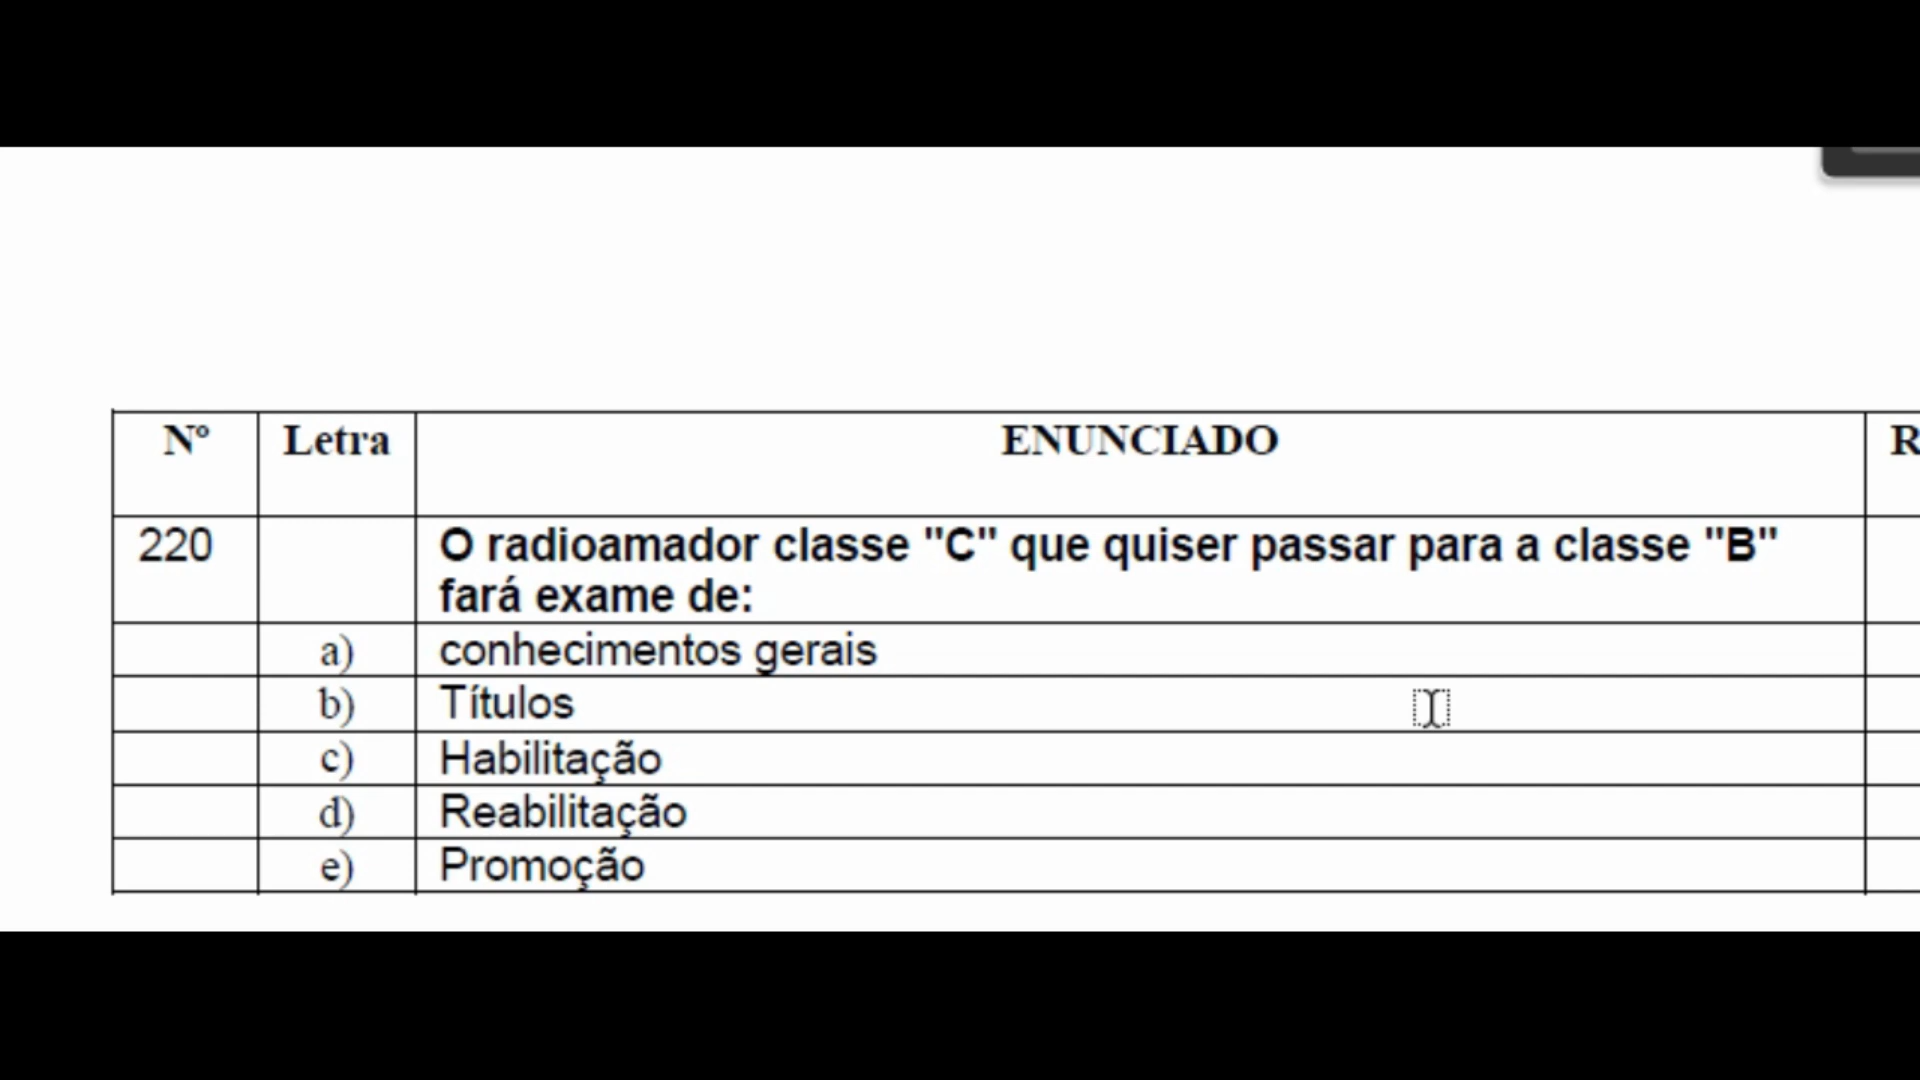 Nº Letra ENUNCIADO R
220 O radioamador classe "C" que quiser passar para a classe "B"
fará exame de:
a) conhecimentos gerais
b) Títulos
c) Habilitação
d) Reabilitação
e) Promoção